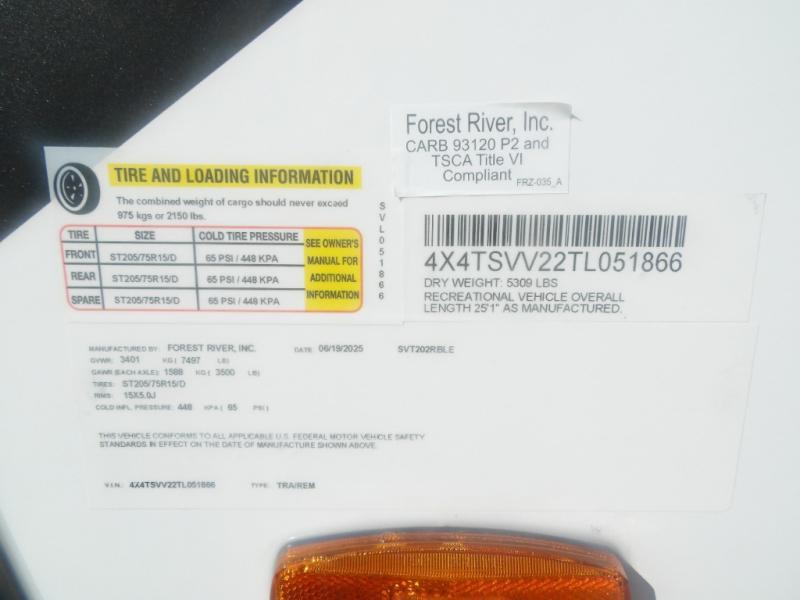 Forest River, Inc.
CARB 93120 P2 and
TSCA Title VI
Compliant
FRZ-035_A
TIRE AND LOADING INFORMATION
The combined weight of cargo should never exceed
975 kgs or 2150 lbs.
TIRE SIZE COLD TIRE PRESSURE
FRONT ST205/75R15/D 65 PSI / 448 KPA
REAR ST205/75R15/D 65 PSI / 448 KPA
SPARE ST205/75R15/D 65 PSI / 448 KPA
SEE OWNER'S
MANUAL FOR
ADDITIONAL
INFORMATION
SVL051866
4X4TSVV22TL051866
DRY WEIGHT: 5309 LBS
RECREATIONAL VEHICLE OVERALL
LENGTH 25'1" AS MANUFACTURED.
MANUFACTURED BY: FOREST RIVER, INC. DATE: 06/19/2025 SVT202RBLE
GVWR: 3401 KG ( 7497 LB)
GAWR (EACH AXLE): 1588 KG ( 3500 LB)
TIRES: ST205/75R15/D
RIMS: 15X5.0J
COLD INFL. PRESSURE: 448 KPA ( 65 PSI )
THIS VEHICLE CONFORMS TO ALL APPLICABLE U.S. FEDERAL MOTOR VEHICLE SAFETY
STANDARDS IN EFFECT ON THE DATE OF MANUFACTURE SHOWN ABOVE.
V.I.N.: 4X4TSVV22TL051866 TYPE: TRA/REM